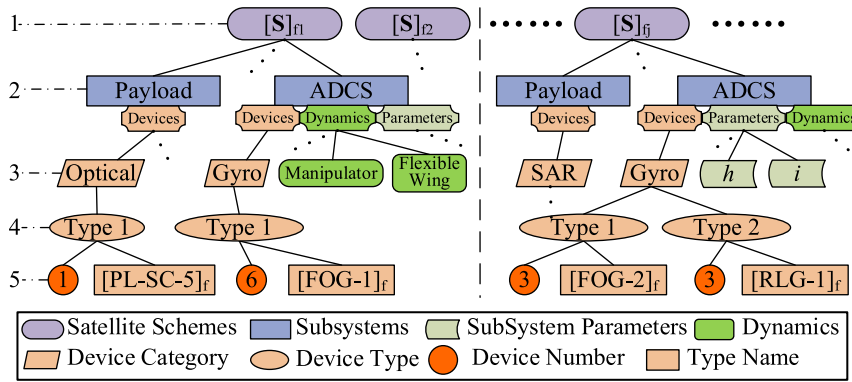 1 [S]f1 [S]f2 [S]fj
2 Payload ADCS Payload ADCS
Devices Devices Dynamics Parameters Devices Devices Parameters Dynamics
3 Optical Gyro Manipulator Flexible Wing SAR Gyro h i
4 Type 1 Type 1 Type 1 Type 2
5 1 [PL-SC-5]f 6 [FOG-1]f 3 [FOG-2]f 3 [RLG-1]f
Satellite Schemes Subsystems SubSystem Parameters Dynamics
Device Category Device Type Device Number Type Name